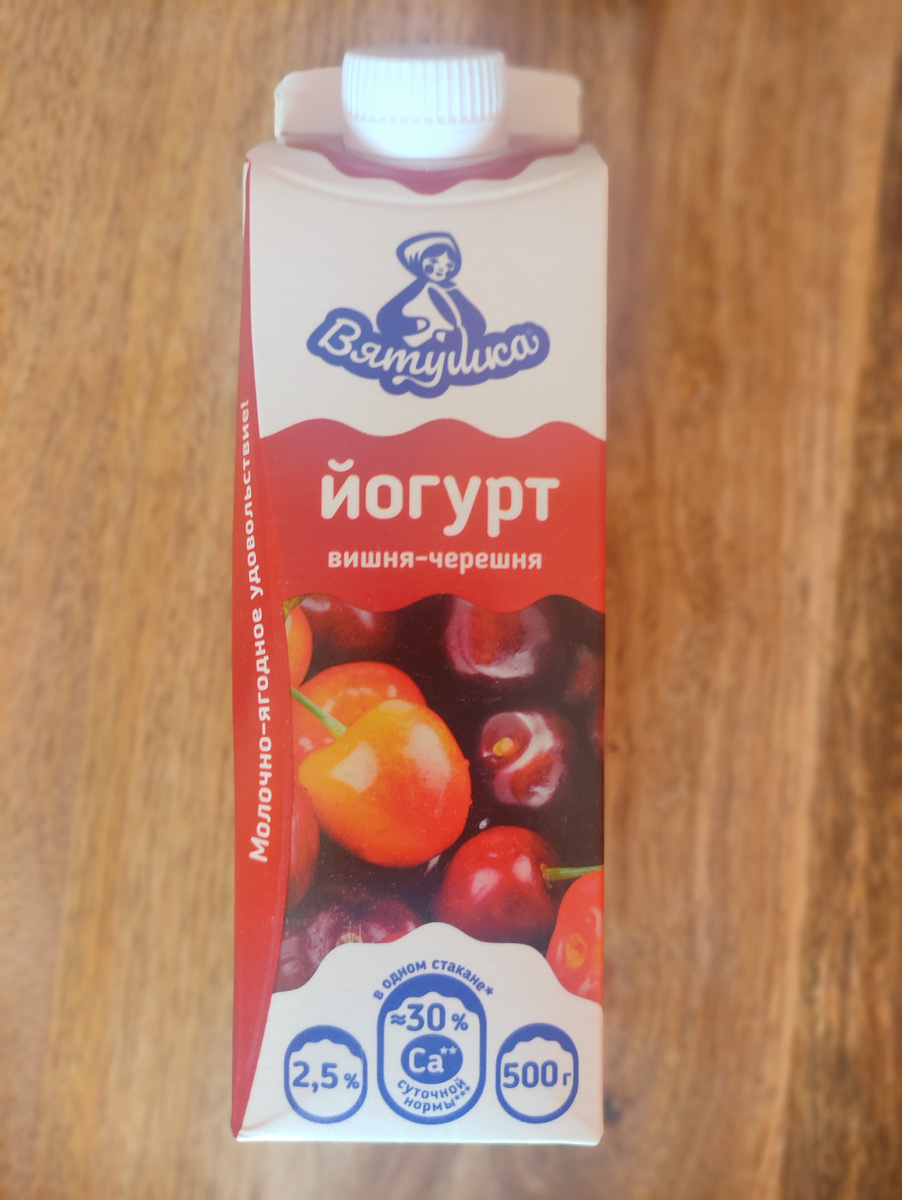 Вятушка
йогурт
вишня-черешня
Молочно-ягодное удовольствие!
в одном стакане*
≈30 %
Ca**
суточной
нормы***
2,5 %
500 г